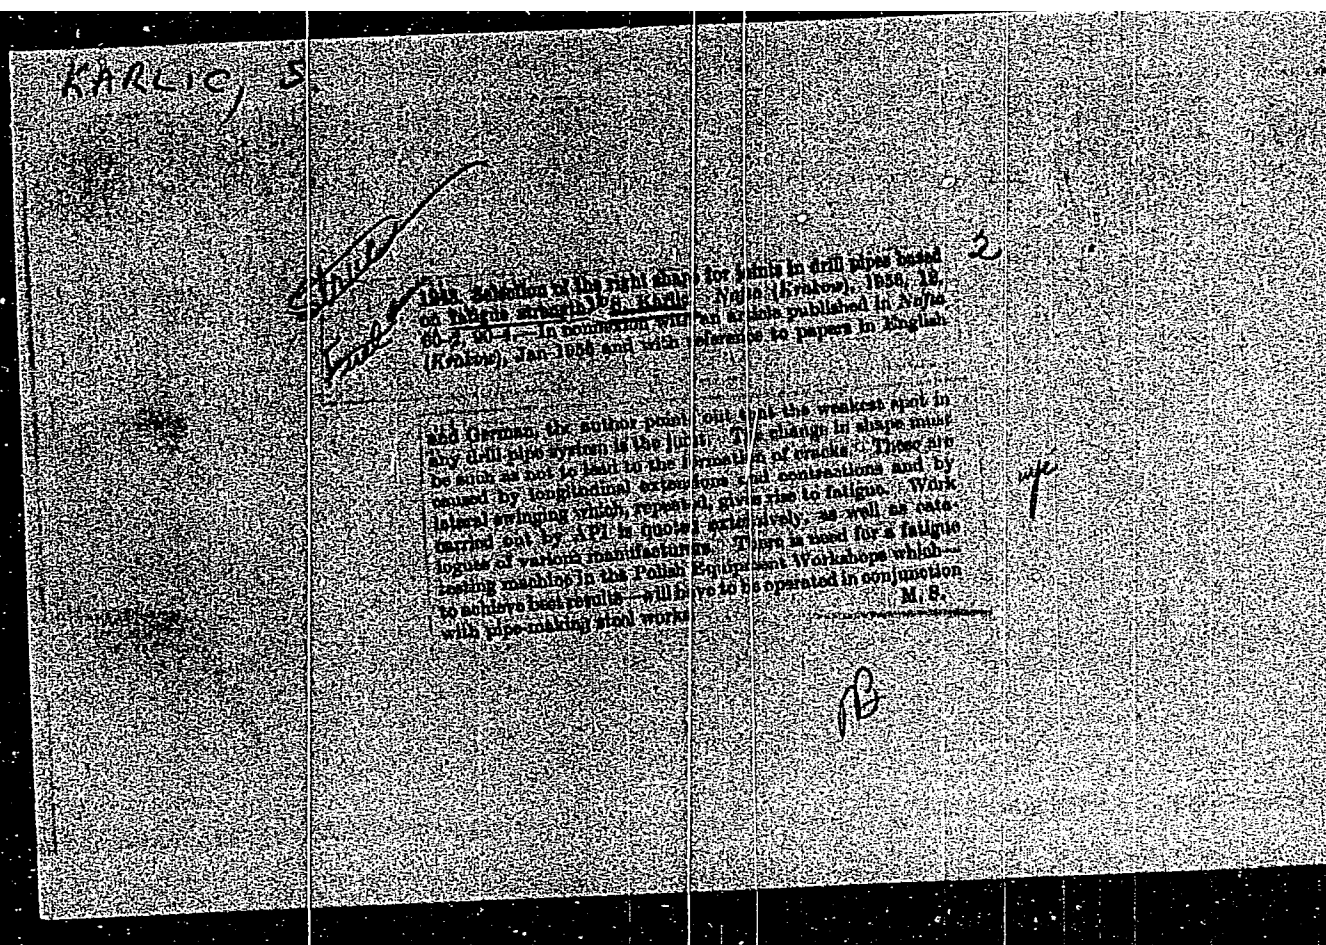 KARLIC, S.
2
Selection of the right shape for joints in drill pipes based
on fatigue strength. S. Karlic. Nafta (Krakow), 1956, 12,
90-4.—In connexion with an article published in Nafta
(Krakow), Jan 1956 and with reference to papers in English
and German, the author points out that the weakest spot in
any drill-pipe system is the joint. The change in shape must
be such as not to lead to the formation of cracks. These are
caused by longitudinal extensions and contractions and by
lateral swinging which, repeated, gives rise to fatigue. Work
carried out by API is quoted extensively, as well as cata-
logues of various manufacturers. There is need for a fatigue
testing machine in the Polish Equipment Workshops which—
to achieve best results—will have to be operated in conjunction
with pipe-making steel works.
M. S.